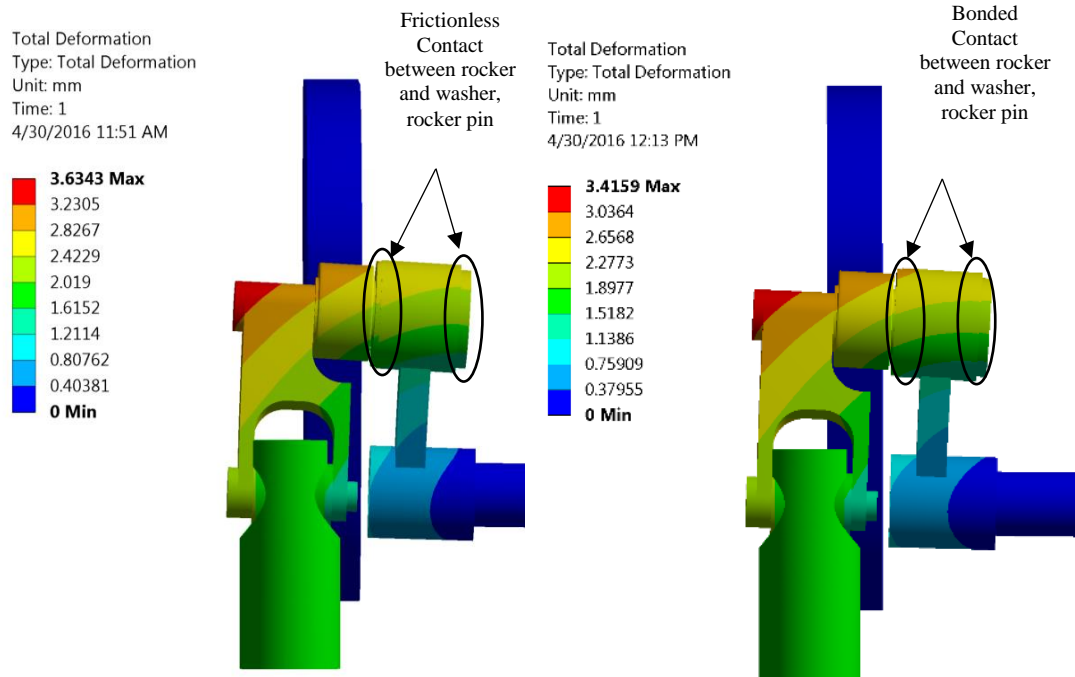 Total Deformation
Type: Total Deformation
Unit: mm
Time: 1
4/30/2016 11:51 AM
Frictionless
Contact
between rocker
and washer,
rocker pin
3.6343 Max
3.2305
2.8267
2.4229
2.019
1.6152
1.2114
0.80762
0.40381
0 Min
Total Deformation
Type: Total Deformation
Unit: mm
Time: 1
4/30/2016 12:13 PM
Bonded
Contact
between rocker
and washer,
rocker pin
3.4159 Max
3.0364
2.6568
2.2773
1.8977
1.5182
1.1386
0.75909
0.37955
0 Min